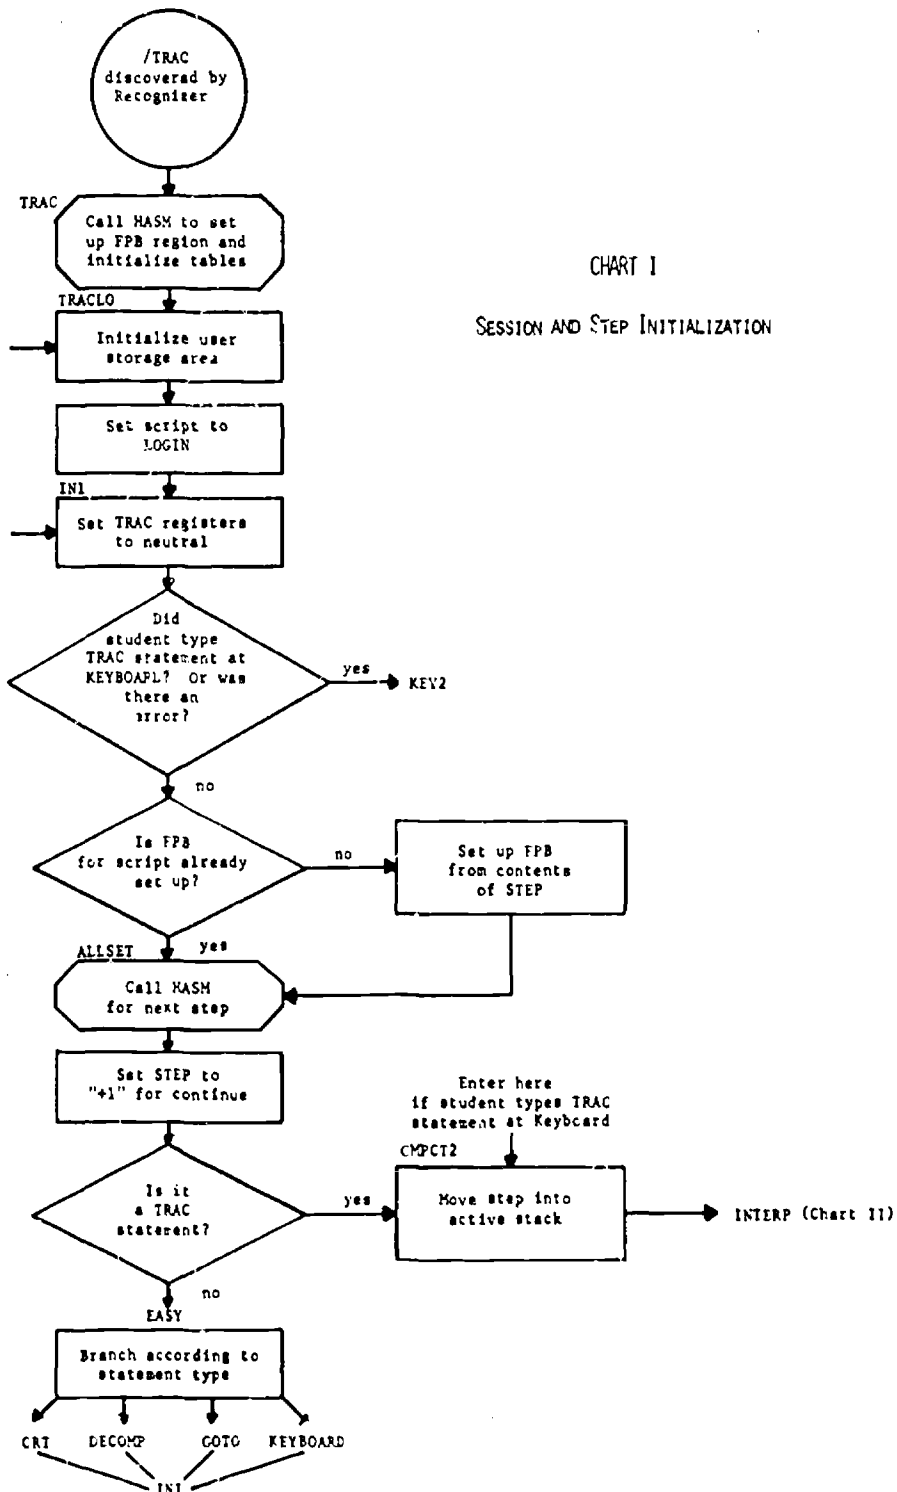 /TRAC
discovered by
Recognizer
TRAC
Call HASM to set
up FPB region and
initialize tables
CHART I
SESSION AND STEP INITIALIZATION
TRACLO
Initialize user
storage area
Set script to
LOGIN
IN1
Set TRAC registers
to neutral
Did
student type
TRAC statement at
KEYBOARD? Or was
there an
error?
yes
KEY2
no
Is FPB
for script already
set up?
no
Set up FPB
from contents
of STEP
yes
ALLSET
Call HASM
for next step
Set STEP to
"+1" for continue
Enter here
if student types TRAC
statement at Keyboard
CMPCT2
Is it
a TRAC
statement?
yes
Move step into
active stack
INTERP (Chart II)
no
EASY
Branch according to
statement type
CRT DECOMP GOTO KEYBOARD
IN1